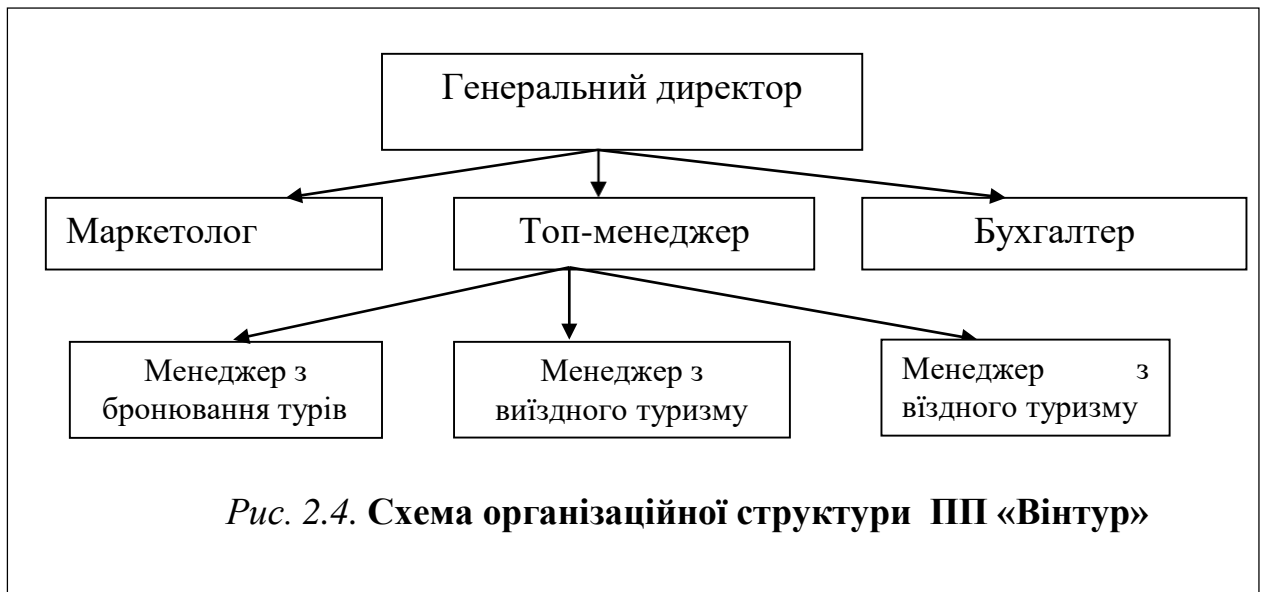 Генеральний директор
Маркетолог
Топ-менеджер
Бухгалтер
Менеджер з
бронювання турів
Менеджер з
виїздного туризму
Менеджер з
вїздного туризму
Рис. 2.4. Схема організаційної структури ПП «Вінтур»